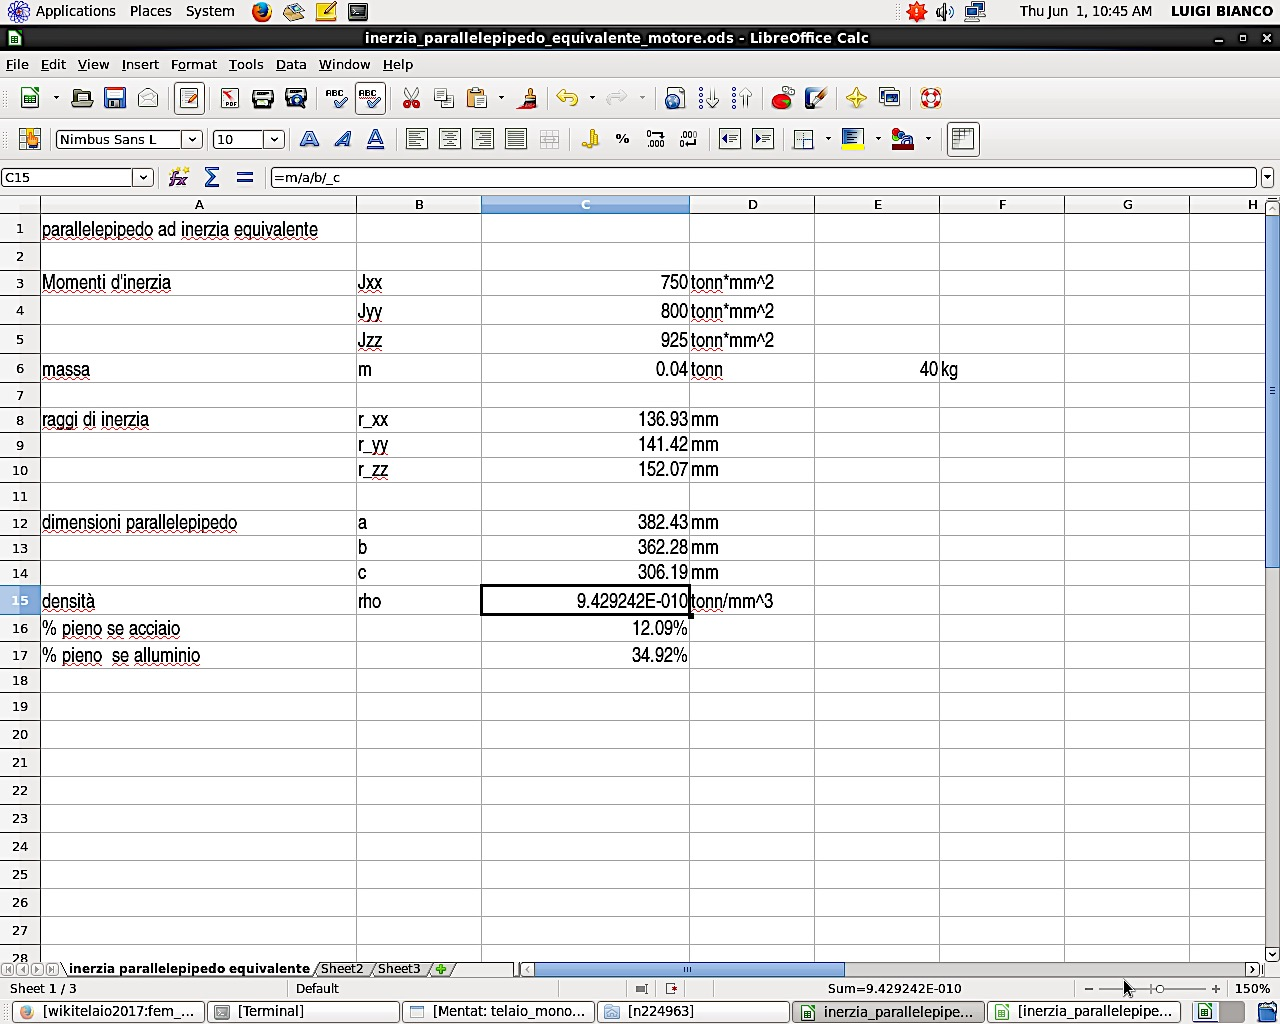 Applications Places System Thu Jun 1, 10:45 AM LUIGI BIANCO
inerzia_parallelepipedo_equivalente_motore.ods - LibreOffice Calc
File Edit View Insert Format Tools Data Window Help
Nimbus Sans L 10
C15 =m/a/b/_c
A B C D E F G H
1 parallelepipedo ad inerzia equivalente
2
3 Momenti d'inerzia Jxx 750 tonn*mm^2
4 Jyy 800 tonn*mm^2
5 Jzz 925 tonn*mm^2
6 massa m 0.04 tonn 40 kg
7
8 raggi di inerzia r_xx 136.93 mm
9 r_yy 141.42 mm
10 r_zz 152.07 mm
11
12 dimensioni parallelepipedo a 382.43 mm
13 b 362.28 mm
14 c 306.19 mm
15 densità rho 9.429242E-010 tonn/mm^3
16 % pieno se acciaio 12.09%
17 % pieno se alluminio 34.92%
18
19
20
21
22
23
24
25
26
27
28
inerzia parallelepipedo equivalente Sheet2 Sheet3
Sheet 1 / 3 Default Sum=9.429242E-010 150%
[wikitelaio2017:fem_... [Terminal] [Mentat: telaio_mono... [n224963] inerzia_parallelepipe... [inerzia_parallelepipe...